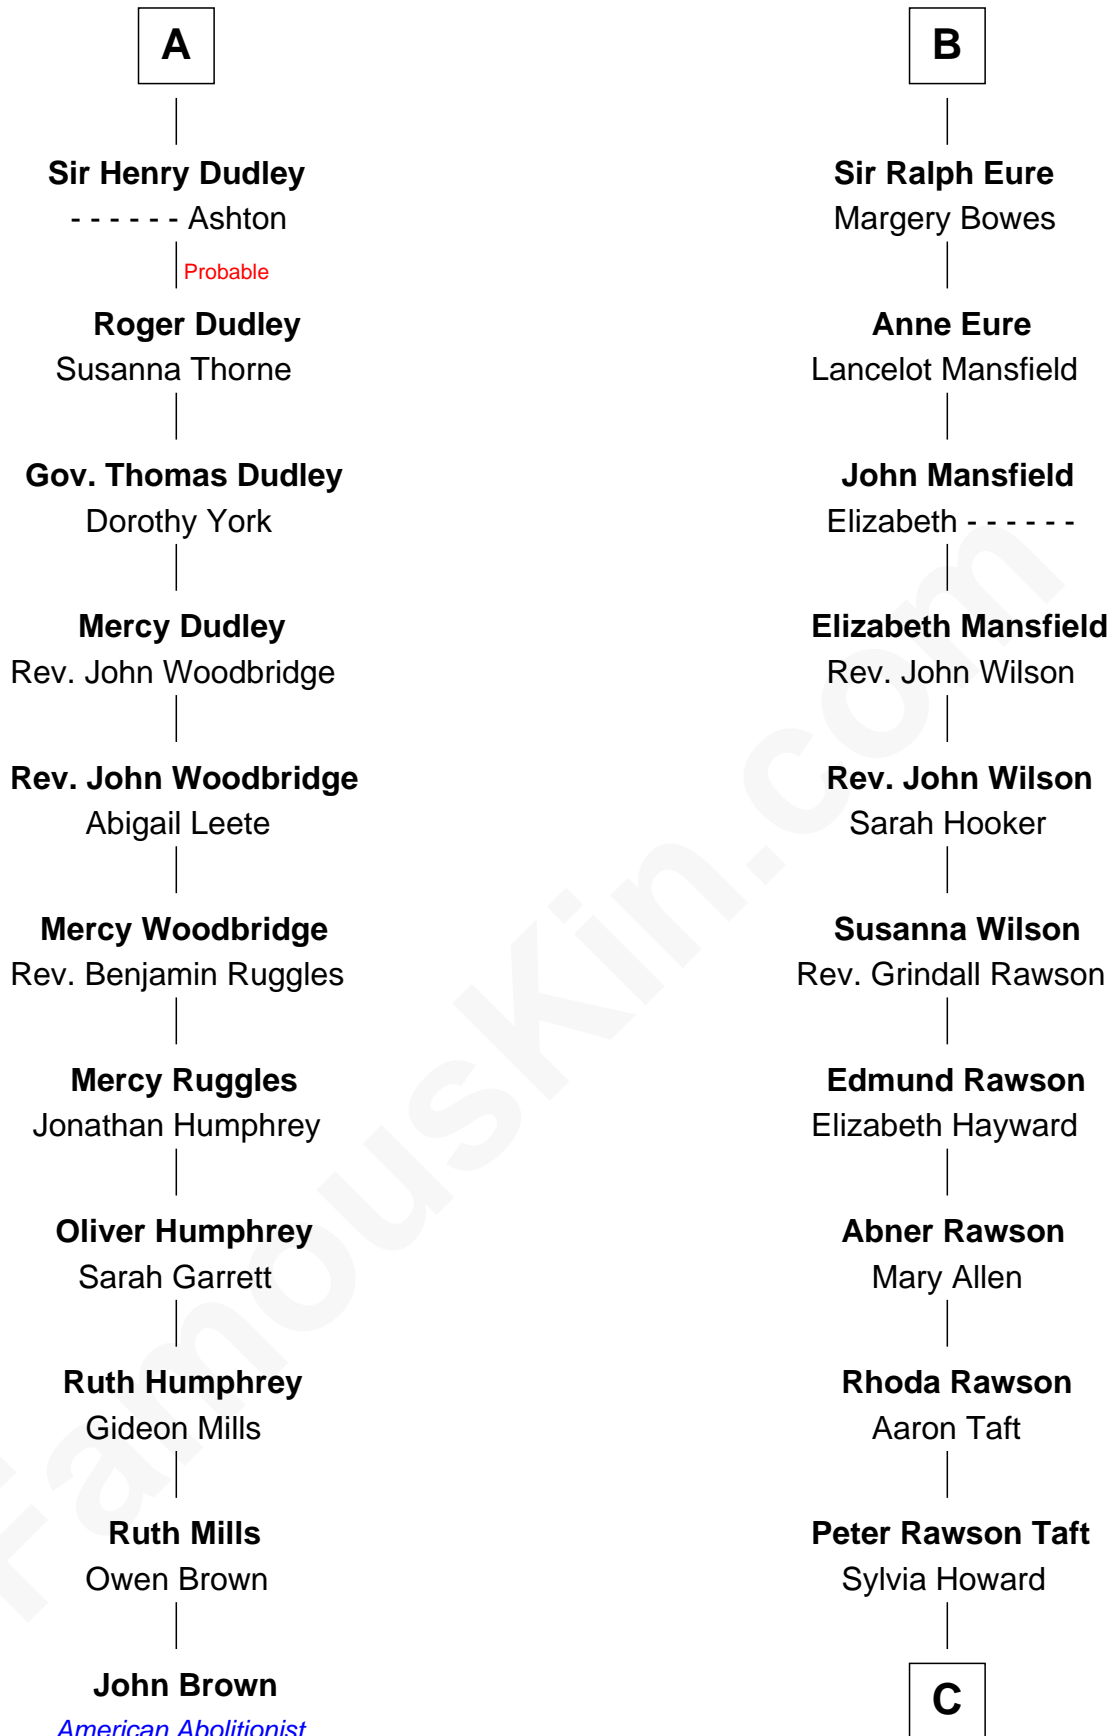 A
Sir Henry Dudley
- - - - - - Ashton
Probable
Roger Dudley
Susanna Thorne
Gov. Thomas Dudley
Dorothy York
Mercy Dudley
Rev. John Woodbridge
Rev. John Woodbridge
Abigail Leete
Mercy Woodbridge
Rev. Benjamin Ruggles
Mercy Ruggles
Jonathan Humphrey
Oliver Humphrey
Sarah Garrett
Ruth Humphrey
Gideon Mills
Ruth Mills
Owen Brown
John Brown
American Abolitionist
B
Sir Ralph Eure
Margery Bowes
Anne Eure
Lancelot Mansfield
John Mansfield
Elizabeth - - - - - -
Elizabeth Mansfield
Rev. John Wilson
Rev. John Wilson
Sarah Hooker
Susanna Wilson
Rev. Grindall Rawson
Edmund Rawson
Elizabeth Hayward
Abner Rawson
Mary Allen
Rhoda Rawson
Aaron Taft
Peter Rawson Taft
Sylvia Howard
C
FamousKin.com